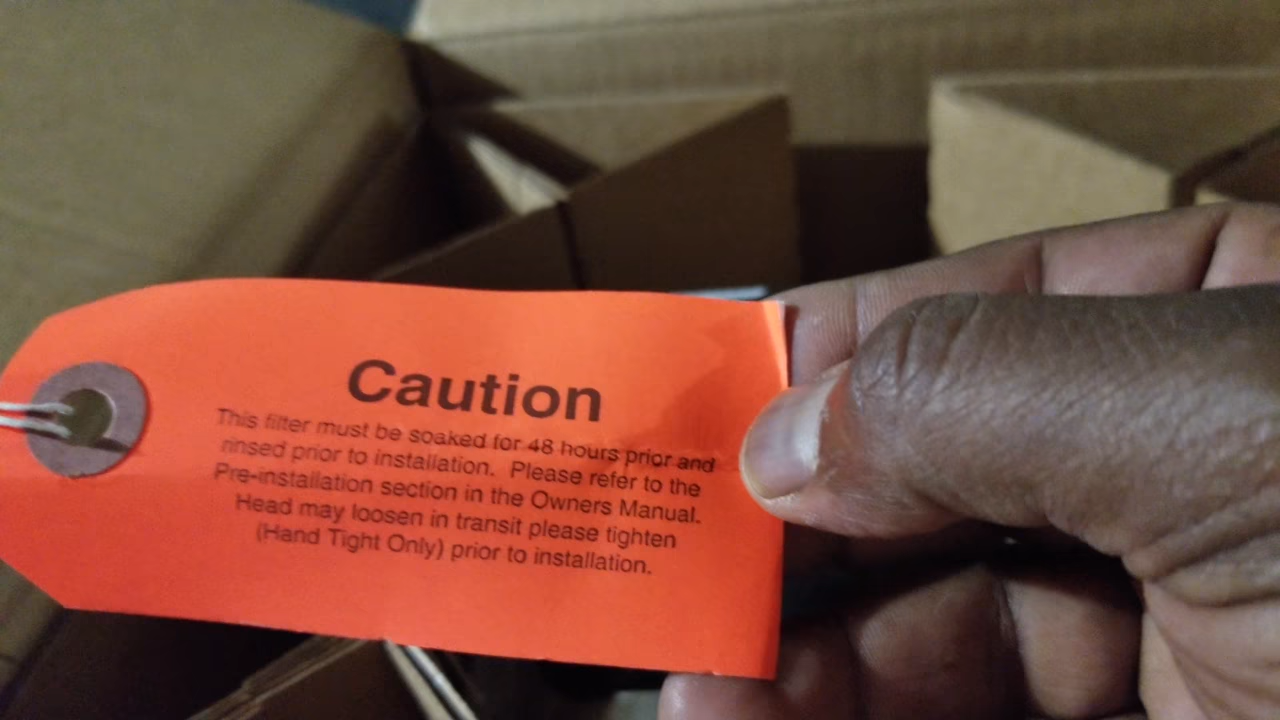 Caution
This filter must be soaked for 48 hours prior and
rinsed prior to installation. Please refer to the
Pre-installation section in the Owners Manual.
Head may loosen in transit please tighten
(Hand Tight Only) prior to installation.